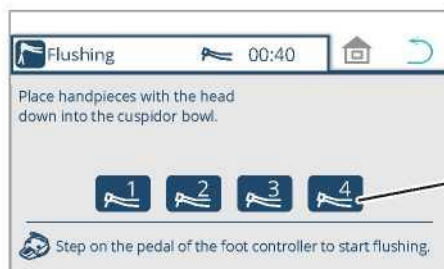 Flushing 00:40
Place handpieces with the head
down into the cuspidor bowl.
1 2 3 4
Step on the pedal of the foot controller to start flushing.